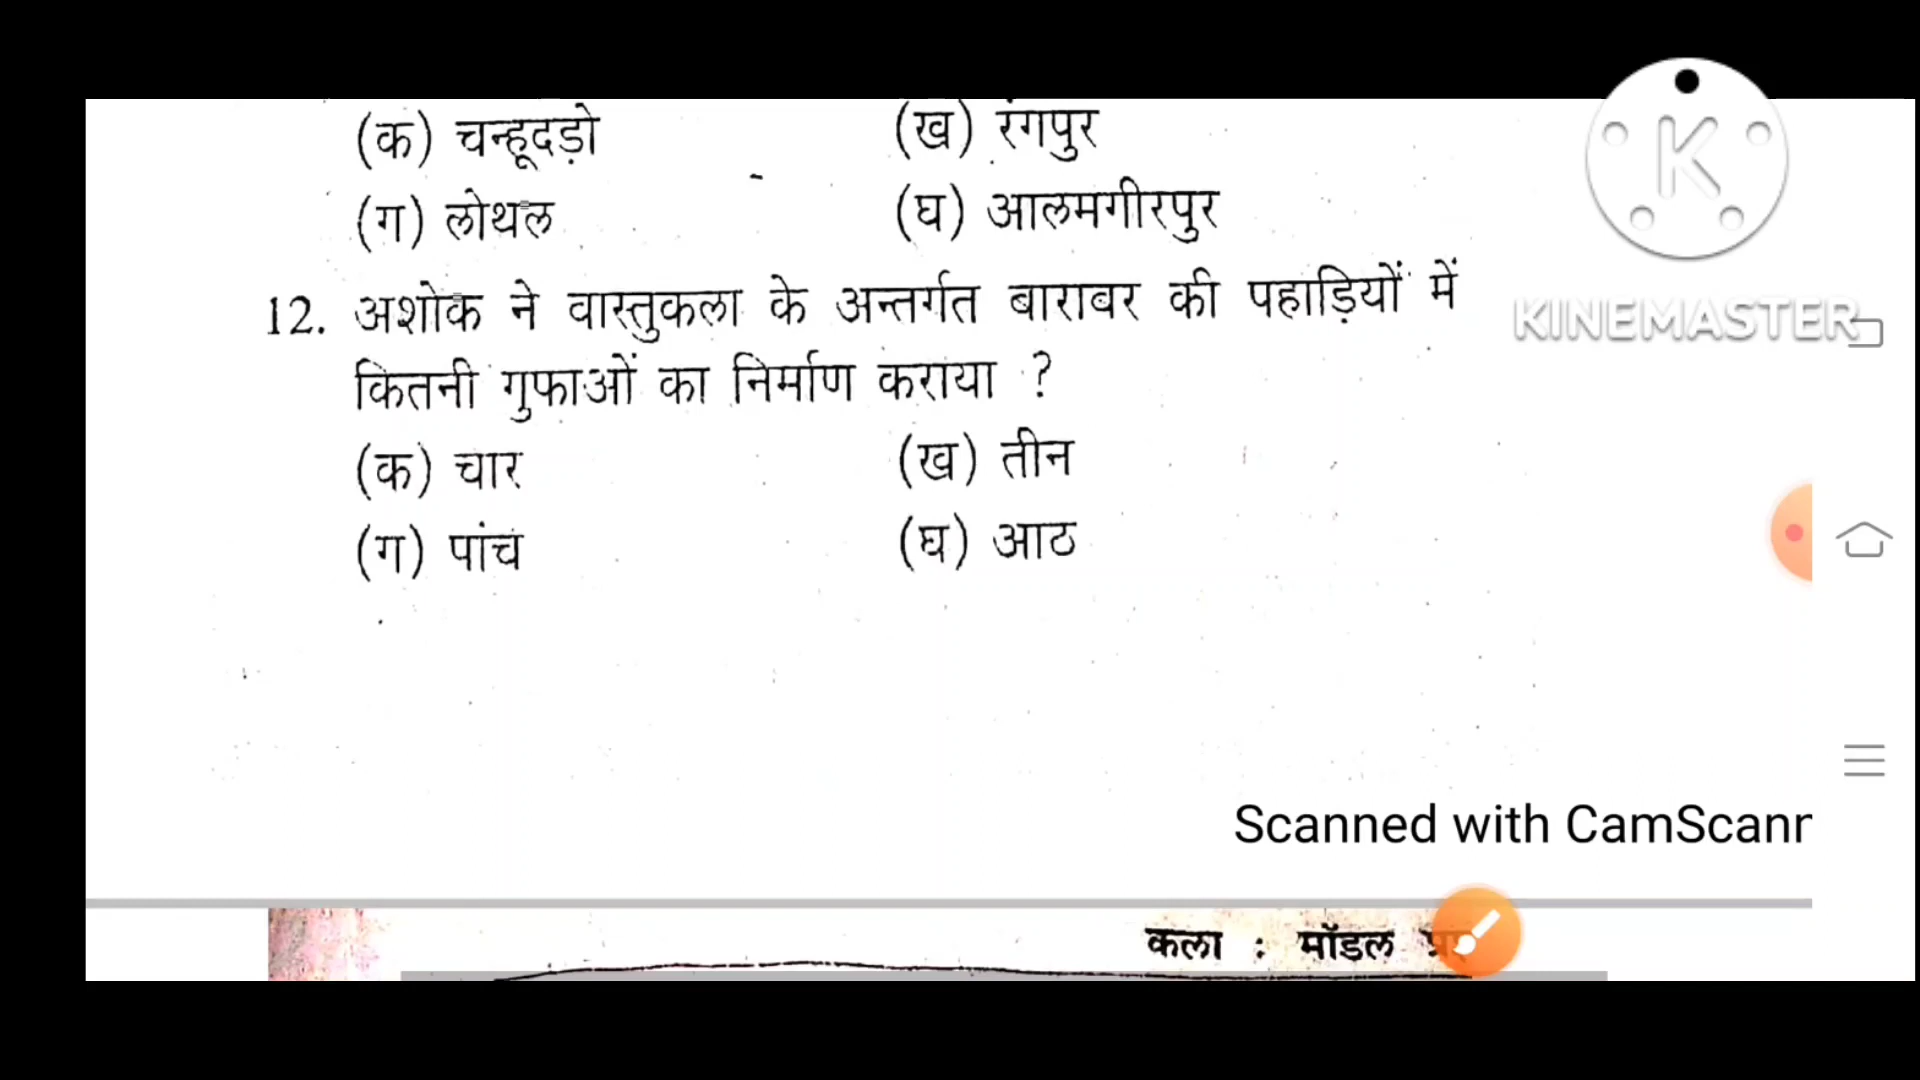 (क) चन्हूदड़ो (ख) रंगपुर
(ग) लोथल (घ) आलमगीरपुर
12. अशोक ने वास्तुकला के अन्तर्गत बाराबर की पहाड़ियों में
कितनी गुफाओं का निर्माण कराया ?
(क) चार (ख) तीन
(ग) पांच (घ) आठ
K
KINEMASTER
Scanned with CamScann
कला : मॉडल